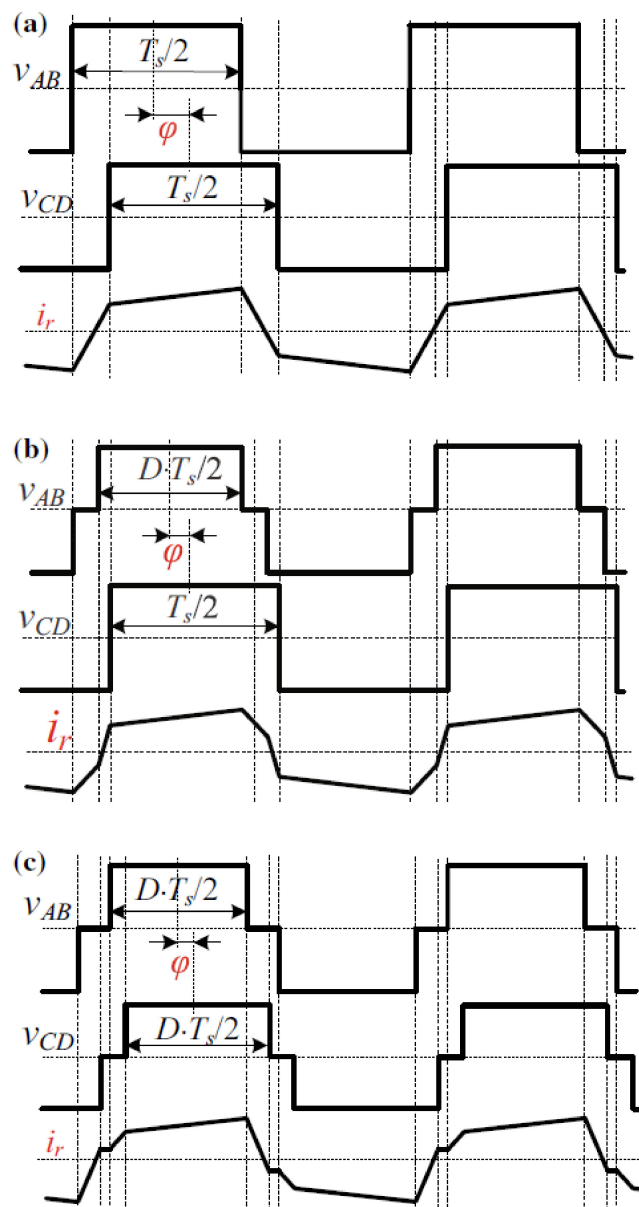 (a)
v_AB
T_s/2
φ
v_CD
T_s/2
i_r
(b)
v_AB
D·T_s/2
φ
v_CD
T_s/2
i_r
(c)
v_AB
D·T_s/2
φ
v_CD
D·T_s/2
i_r